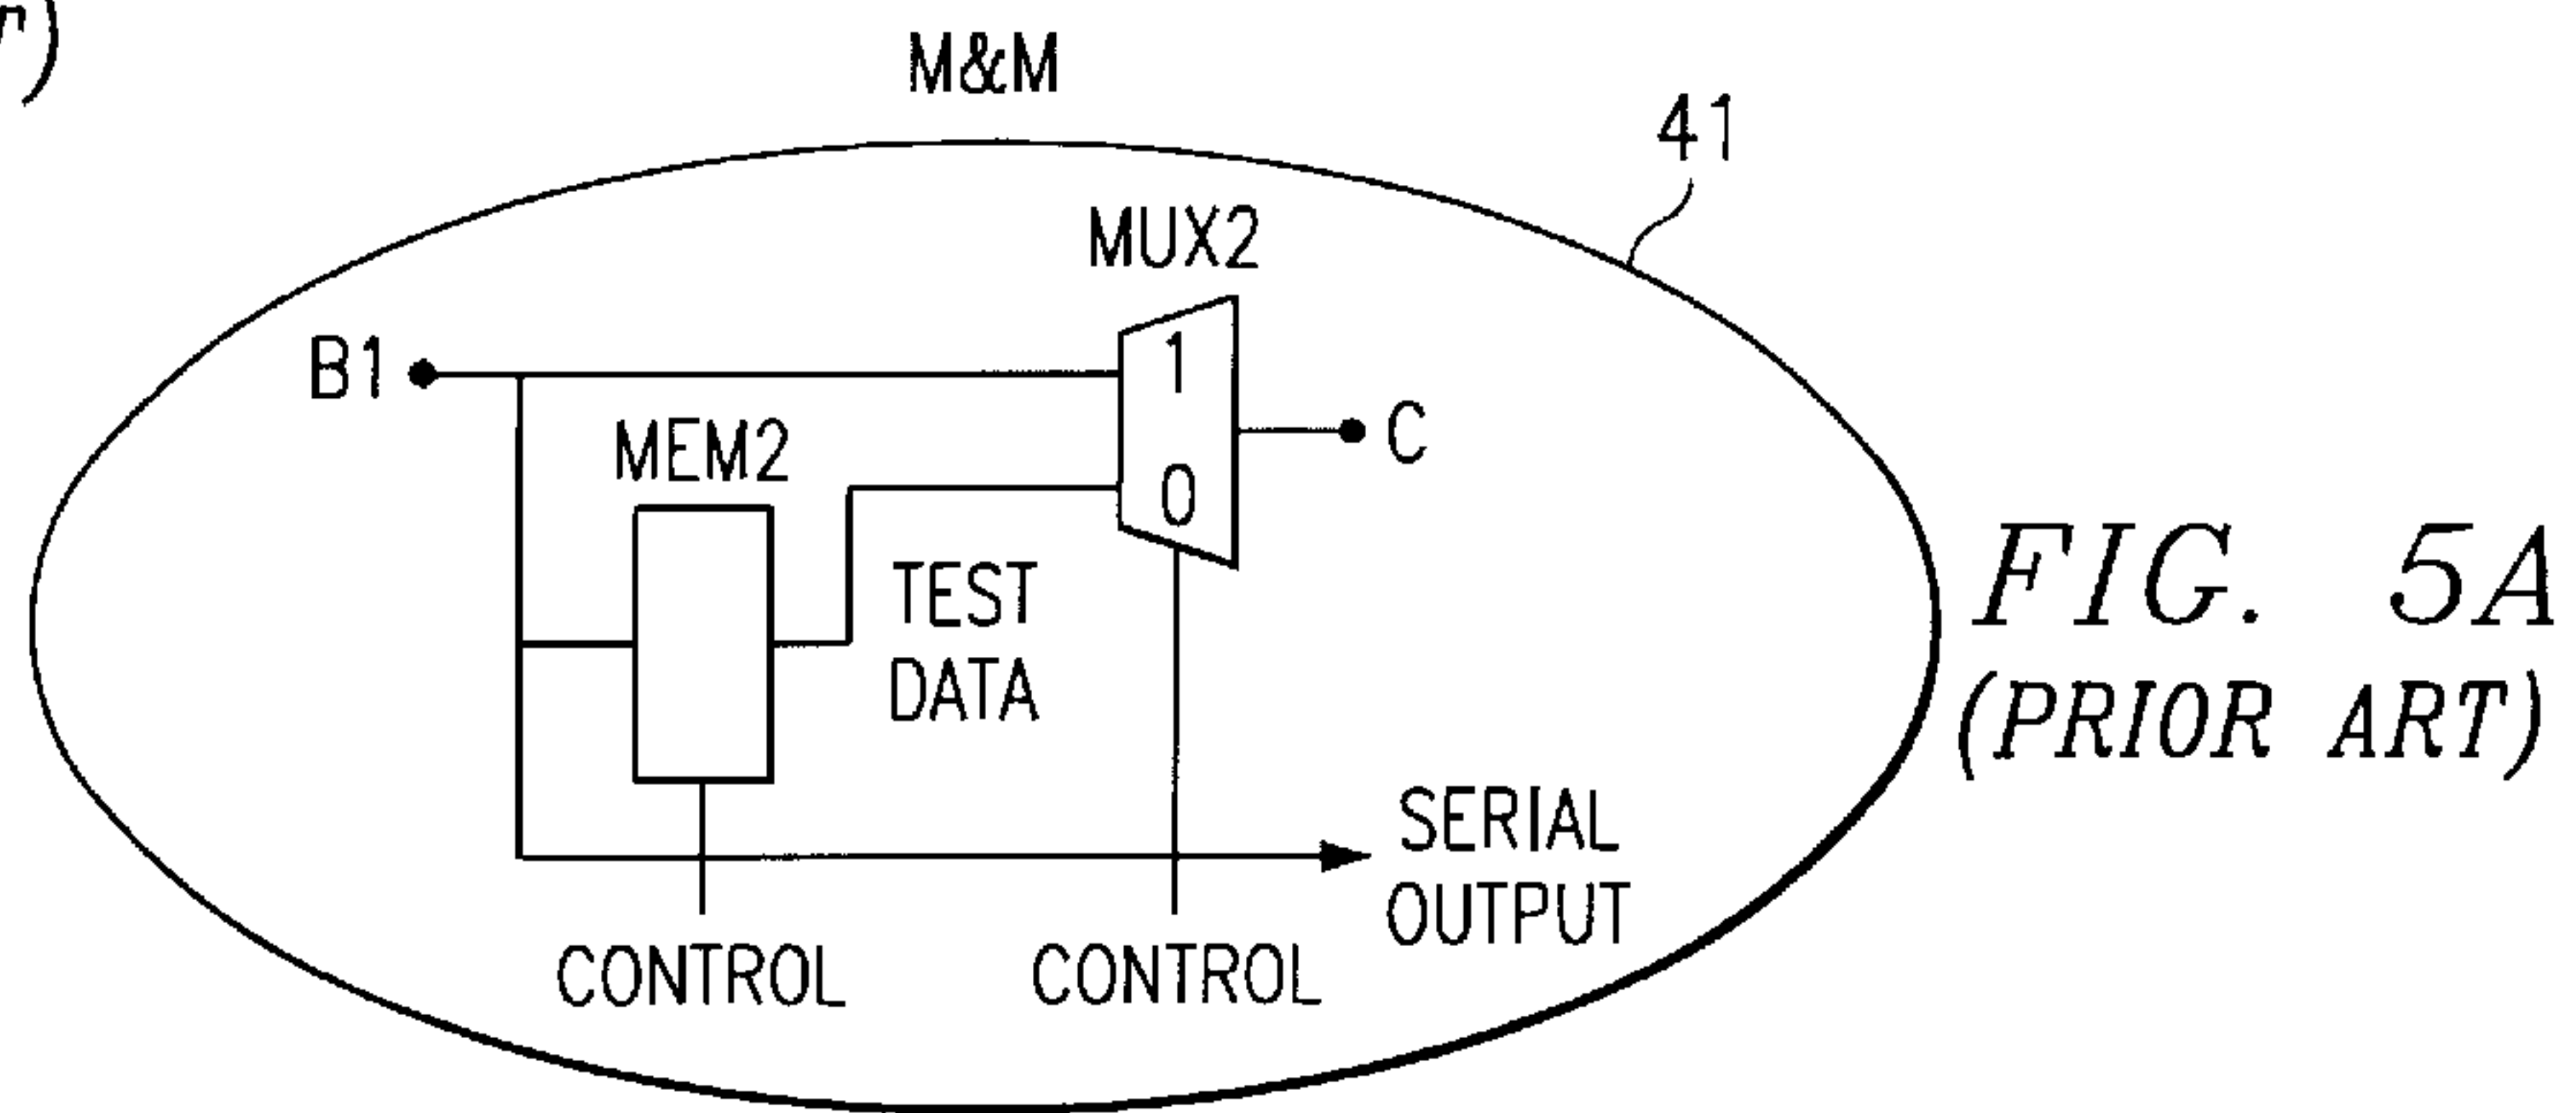 M&M
41
MUX2
B1
1
MEM2
C
0
TEST
DATA
SERIAL
OUTPUT
CONTROL
CONTROL
FIG. 5A
(PRIOR ART)